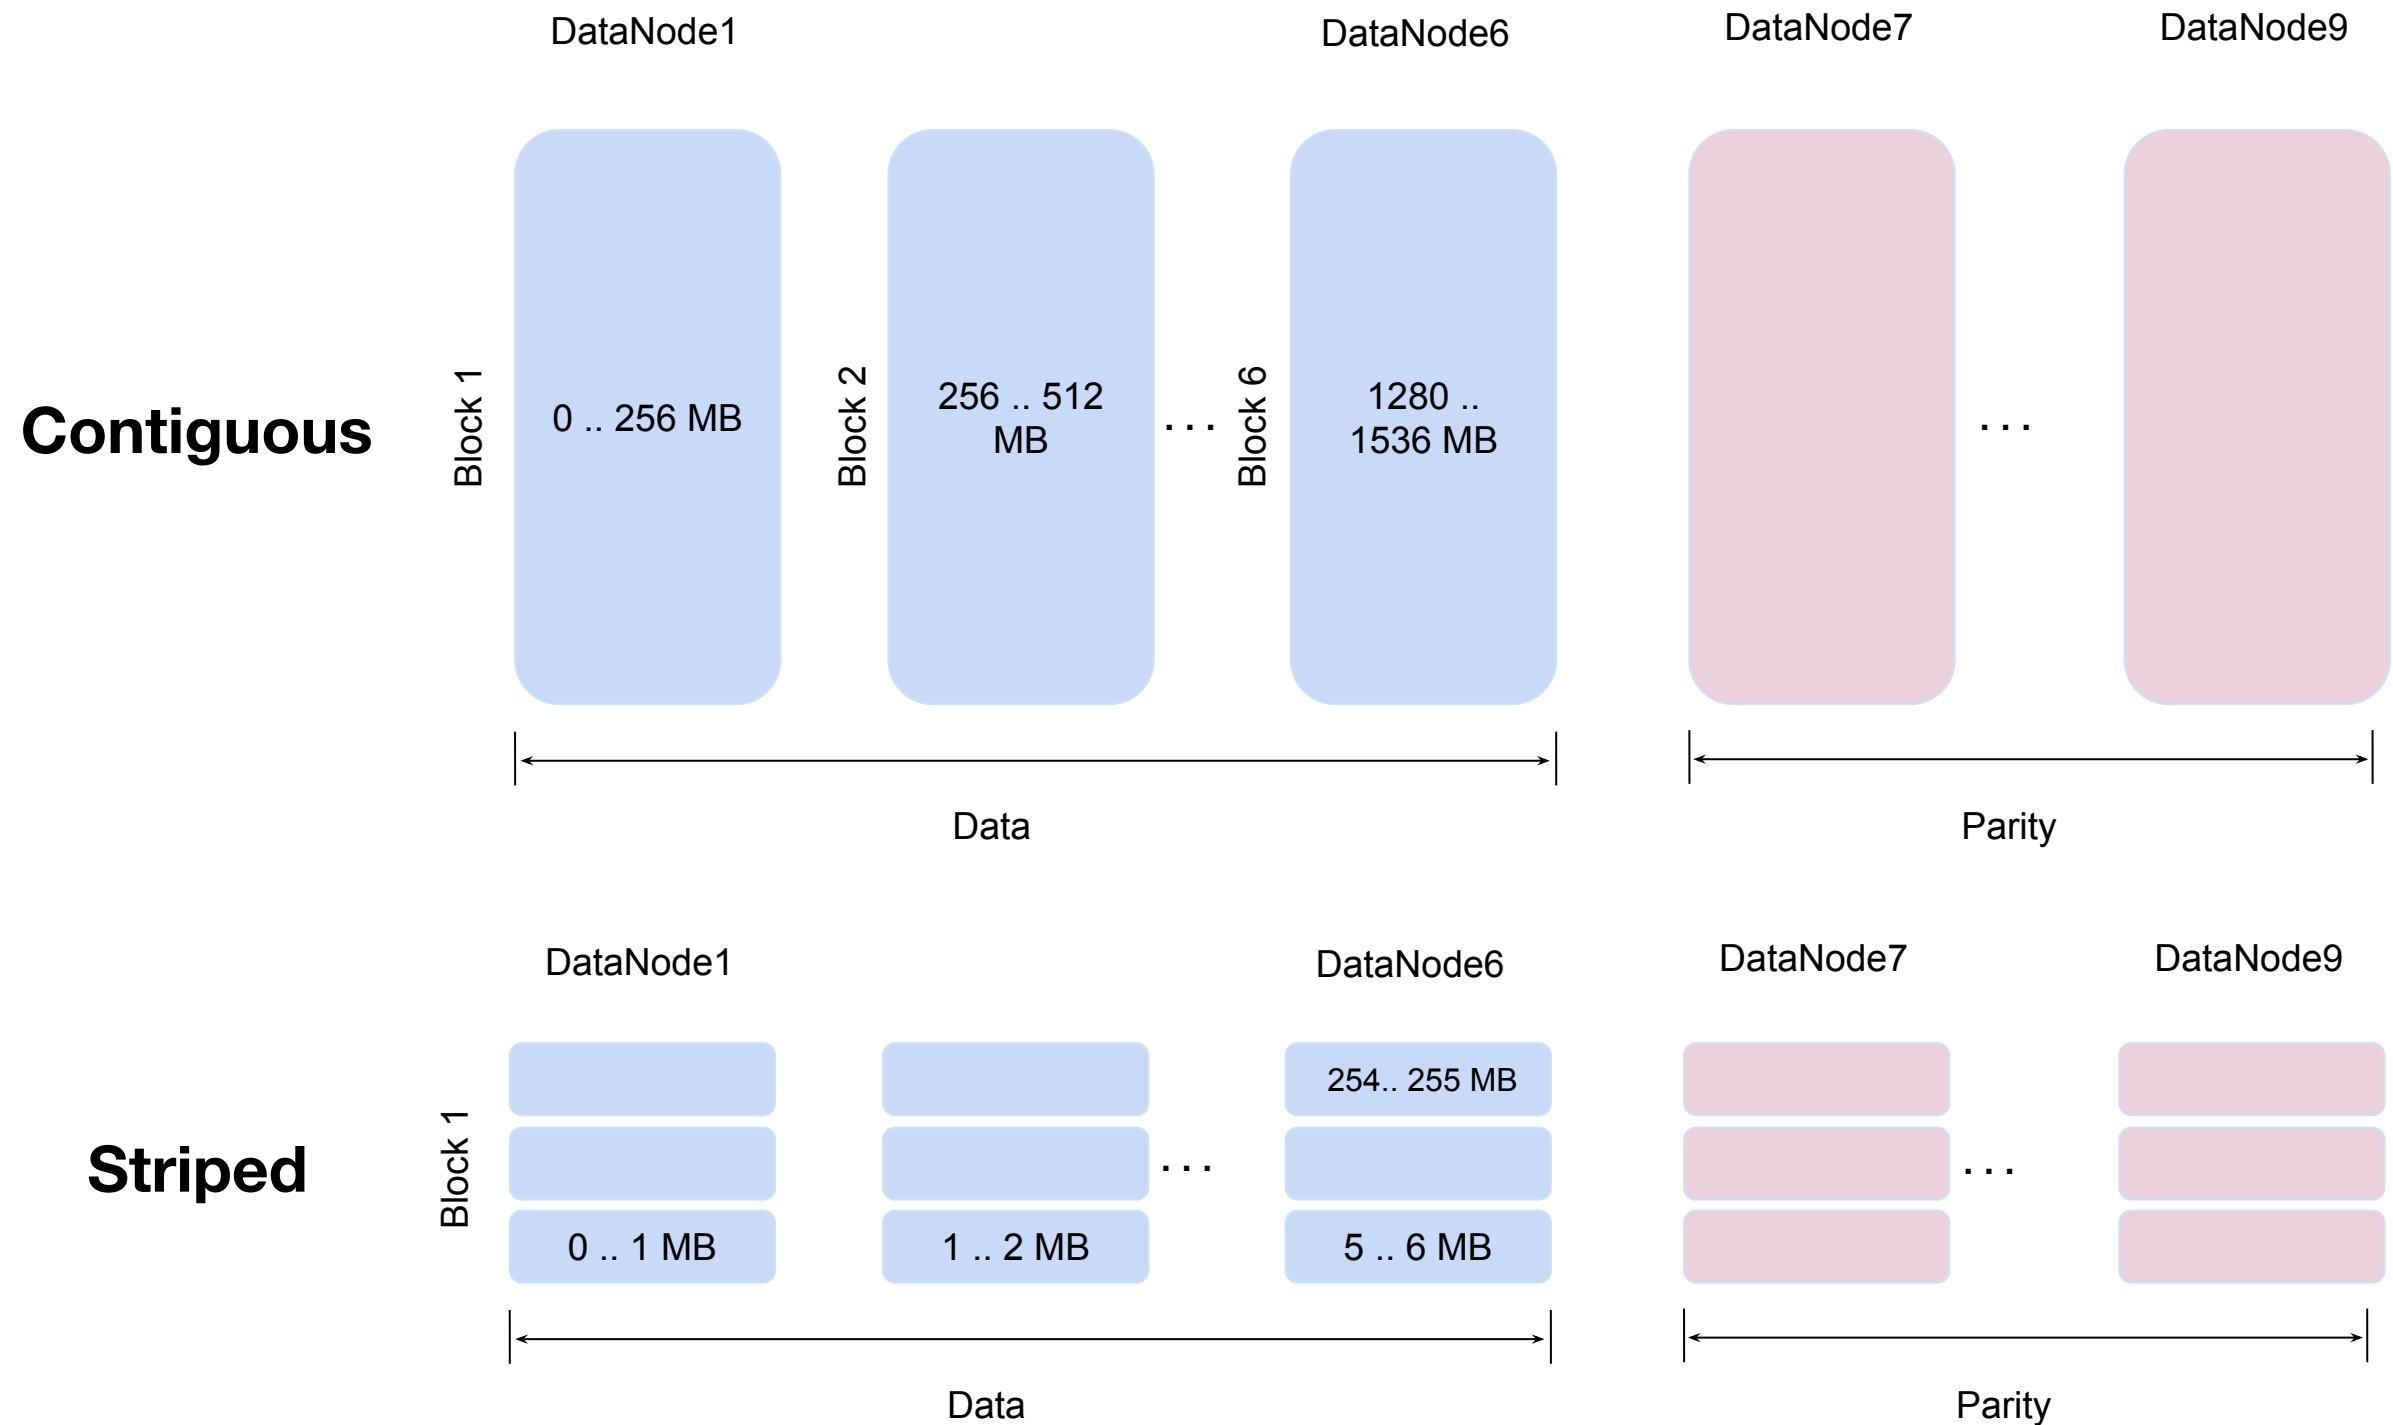 DataNode1
DataNode6
DataNode7
DataNode9
Contiguous
Block 1
0 .. 256 MB
Block 2
256 .. 512
MB
. . .
Block 6
1280 ..
1536 MB
. . .
Data
Parity
DataNode1
DataNode6
DataNode7
DataNode9
Striped
Block 1
254.. 255 MB
. . .
. . .
0 .. 1 MB
1 .. 2 MB
5 .. 6 MB
Data
Parity